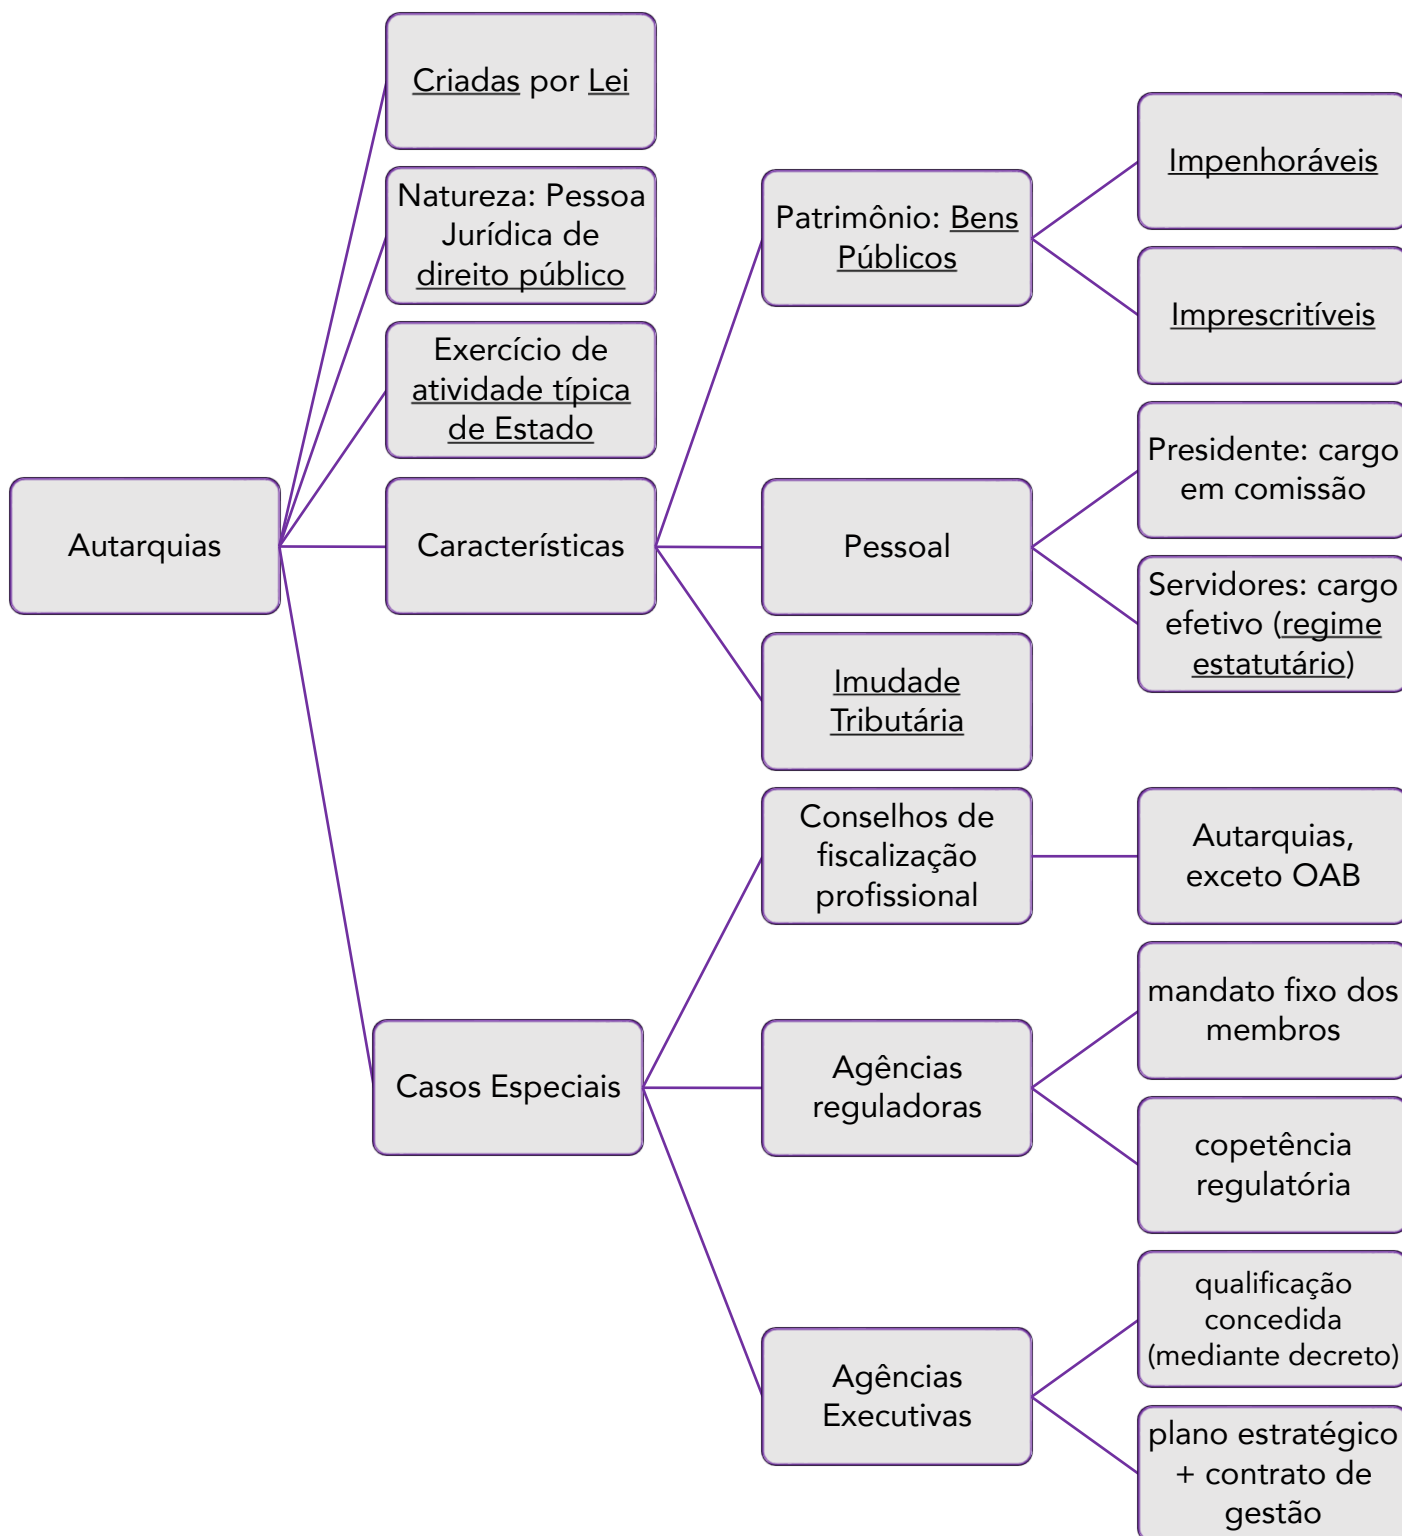 Autarquias
Criadas por Lei
Natureza: Pessoa
Jurídica de
direito público
Exercício de
atividade típica
de Estado
Características
Patrimônio: Bens
Públicos
Impenhoráveis
Imprescritíveis
Pessoal
Presidente: cargo
em comissão
Servidores: cargo
efetivo (regime
estatutário)
Imudade
Tributária
Casos Especiais
Conselhos de
fiscalização
profissional
Autarquias,
exceto OAB
Agências
reguladoras
mandato fixo dos
membros
copetência
regulatória
Agências
Executivas
qualificação
concedida
(mediante decreto)
plano estratégico
+ contrato de
gestão